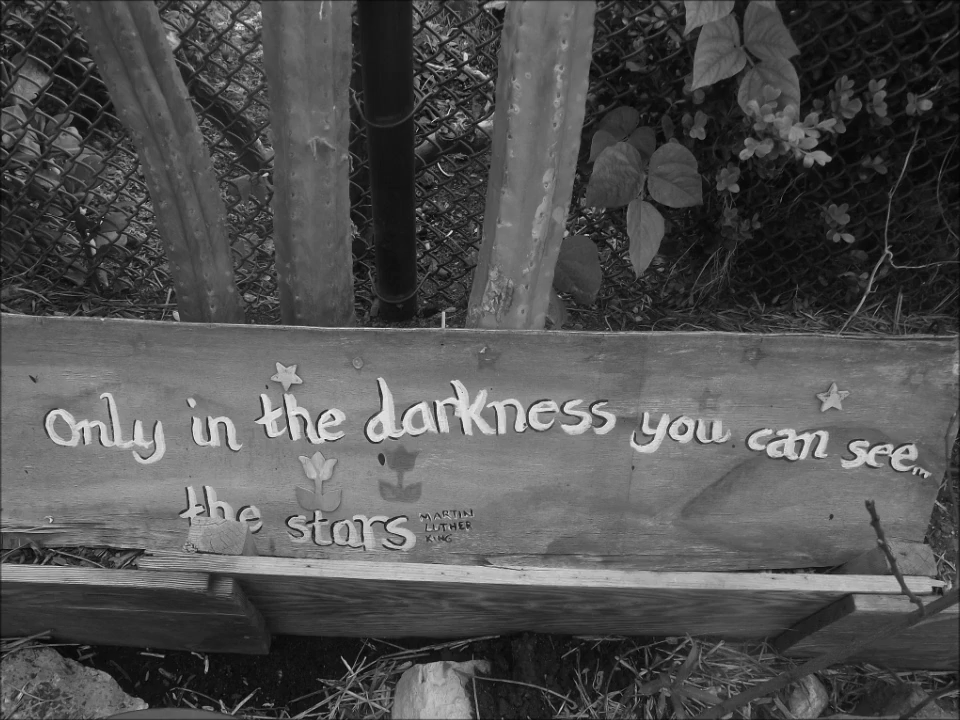 Only in the darkness you can see...
the stars
MARTIN
LUTHER
KING